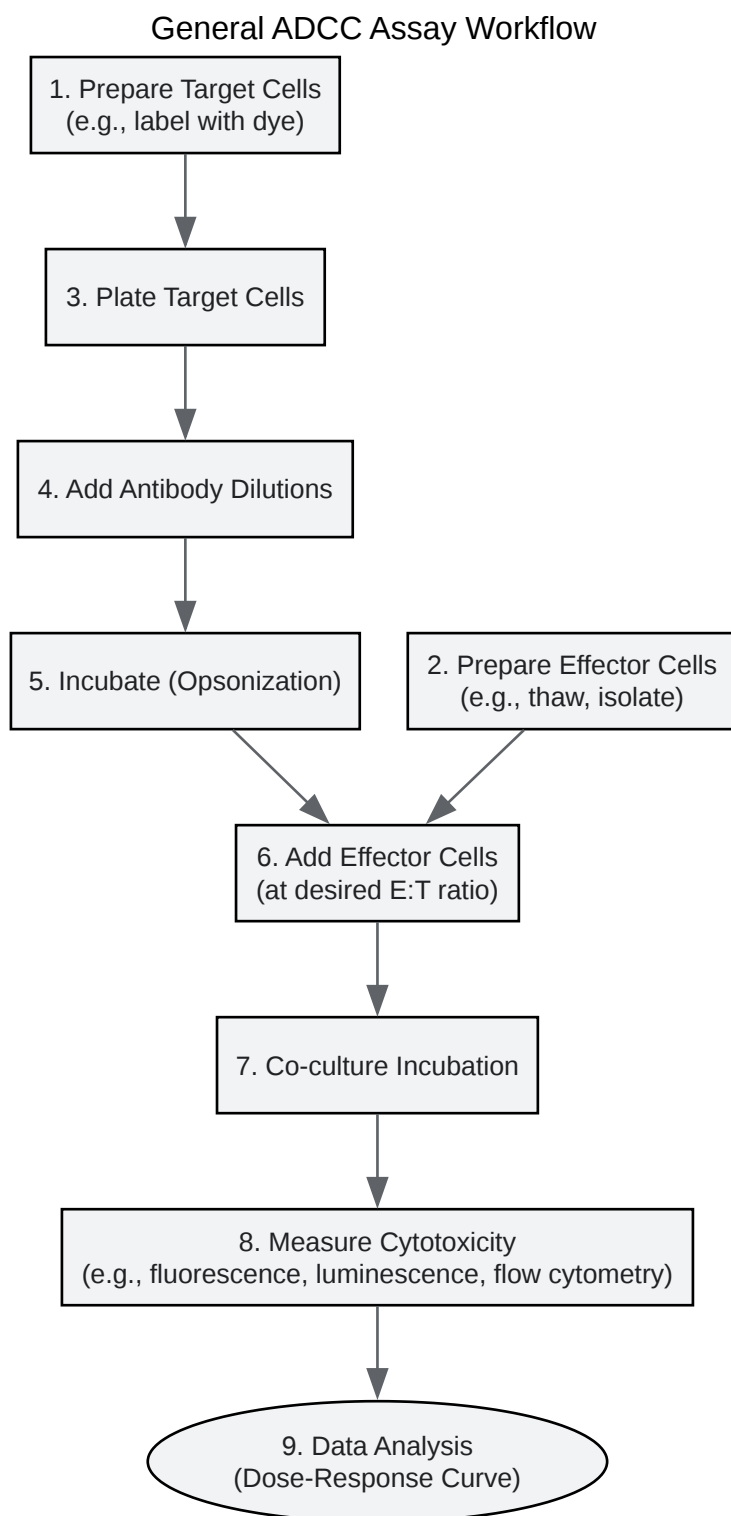 General ADCC Assay Workflow
1. Prepare Target Cells
(e.g., label with dye)
3. Plate Target Cells
4. Add Antibody Dilutions
5. Incubate (Opsonization)
2. Prepare Effector Cells
(e.g., thaw, isolate)
6. Add Effector Cells
(at desired E:T ratio)
7. Co-culture Incubation
8. Measure Cytotoxicity
(e.g., fluorescence, luminescence, flow cytometry)
9. Data Analysis
(Dose-Response Curve)